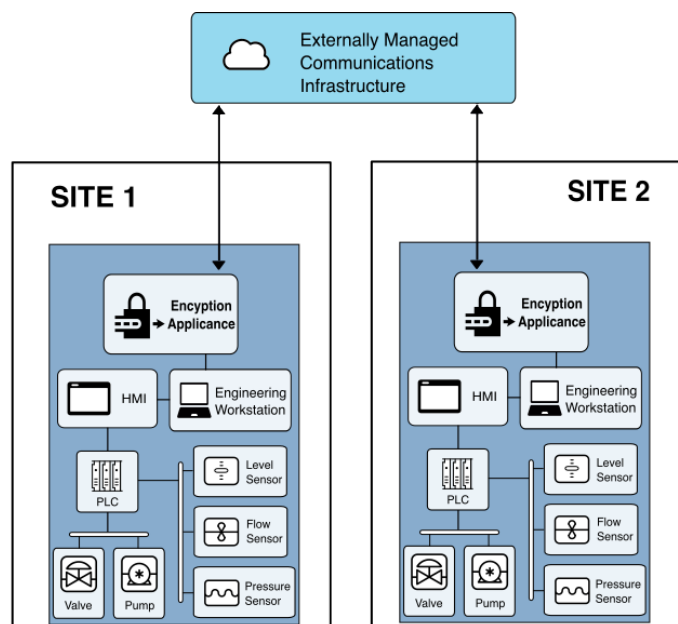 Externally Managed
Communications
Infrastructure
SITE 1
Encyption
Applicance
HMI
Engineering
Workstation
PLC
Level
Sensor
Flow
Sensor
Valve
Pump
Pressure
Sensor
SITE 2
Encyption
Applicance
HMI
Engineering
Workstation
PLC
Level
Sensor
Flow
Sensor
Valve
Pump
Pressure
Sensor